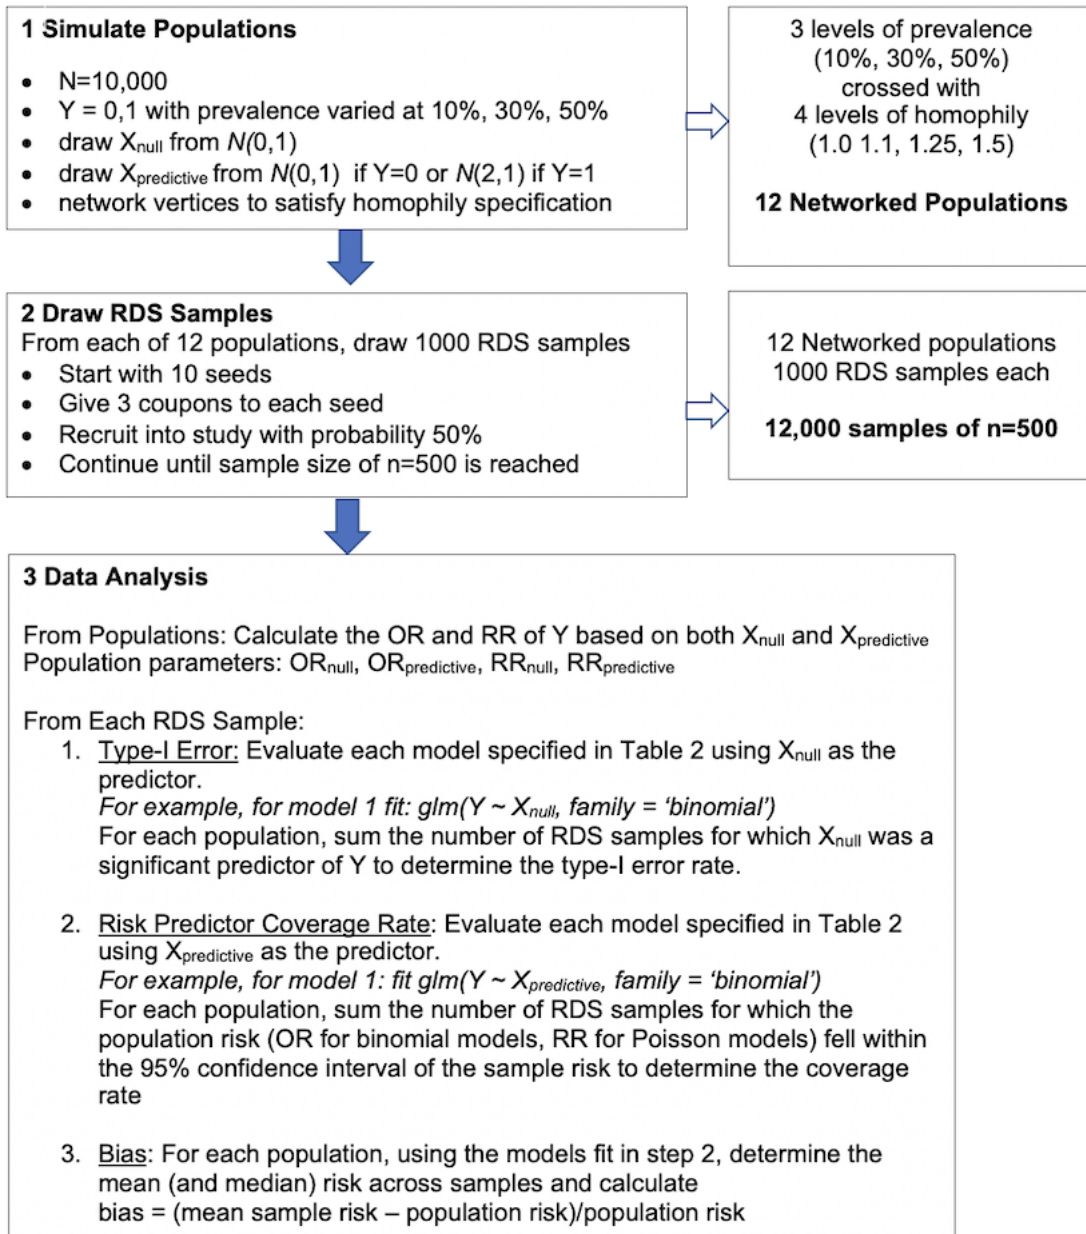 1 Simulate Populations
• N=10,000
• Y = 0,1 with prevalence varied at 10%, 30%, 50%
• draw Xnull from N(0,1)
• draw Xpredictive from N(0,1) if Y=0 or N(2,1) if Y=1
• network vertices to satisfy homophily specification
3 levels of prevalence
(10%, 30%, 50%)
crossed with
4 levels of homophily
(1.0 1.1, 1.25, 1.5)
12 Networked Populations
2 Draw RDS Samples
From each of 12 populations, draw 1000 RDS samples
• Start with 10 seeds
• Give 3 coupons to each seed
• Recruit into study with probability 50%
• Continue until sample size of n=500 is reached
12 Networked populations
1000 RDS samples each
12,000 samples of n=500
3 Data Analysis
From Populations: Calculate the OR and RR of Y based on both Xnull and Xpredictive
Population parameters: ORnull, ORpredictive, RRnull, RRpredictive
From Each RDS Sample:
1. Type-I Error: Evaluate each model specified in Table 2 using Xnull as the
predictor.
For example, for model 1 fit: glm(Y ~ Xnull, family = 'binomial')
For each population, sum the number of RDS samples for which Xnull was a
significant predictor of Y to determine the type-I error rate.
2. Risk Predictor Coverage Rate: Evaluate each model specified in Table 2
using Xpredictive as the predictor.
For example, for model 1: fit glm(Y ~ Xpredictive, family = 'binomial')
For each population, sum the number of RDS samples for which the
population risk (OR for binomial models, RR for Poisson models) fell within
the 95% confidence interval of the sample risk to determine the coverage
rate
3. Bias: For each population, using the models fit in step 2, determine the
mean (and median) risk across samples and calculate
bias = (mean sample risk – population risk)/population risk